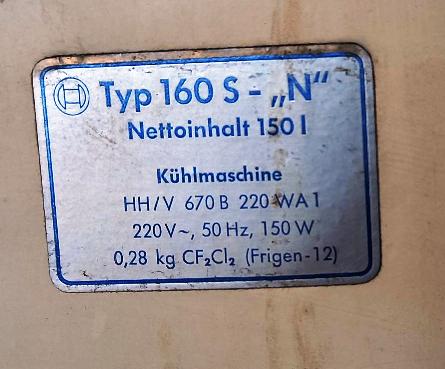 Typ 160 S - „N“
Nettoinhalt 150 l
Kühlmaschine
HH/V 670 B 220 WA 1
220 V~, 50 Hz, 150 W
0,28 kg CF₂Cl₂ (Frigen-12)